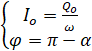 I₀ = Q₀/ω
φ = π − α